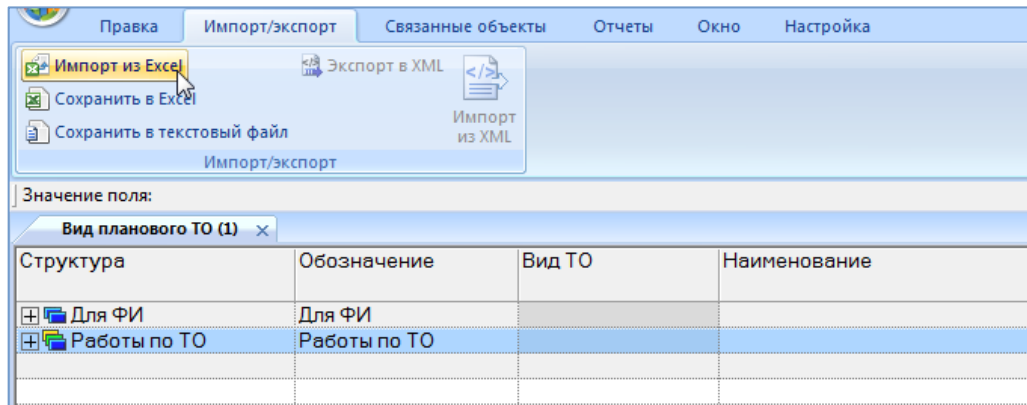 Правка Импорт/экспорт Связанные объекты Отчеты Окно Настройка
Импорт из Excel Экспорт в XML
Сохранить в Excel
Импорт из XML
Сохранить в текстовый файл
Импорт/экспорт
Значение поля:
Вид планового ТО (1)
Структура Обозначение Вид ТО Наименование
Для ФИ Для ФИ
Работы по ТО Работы по ТО